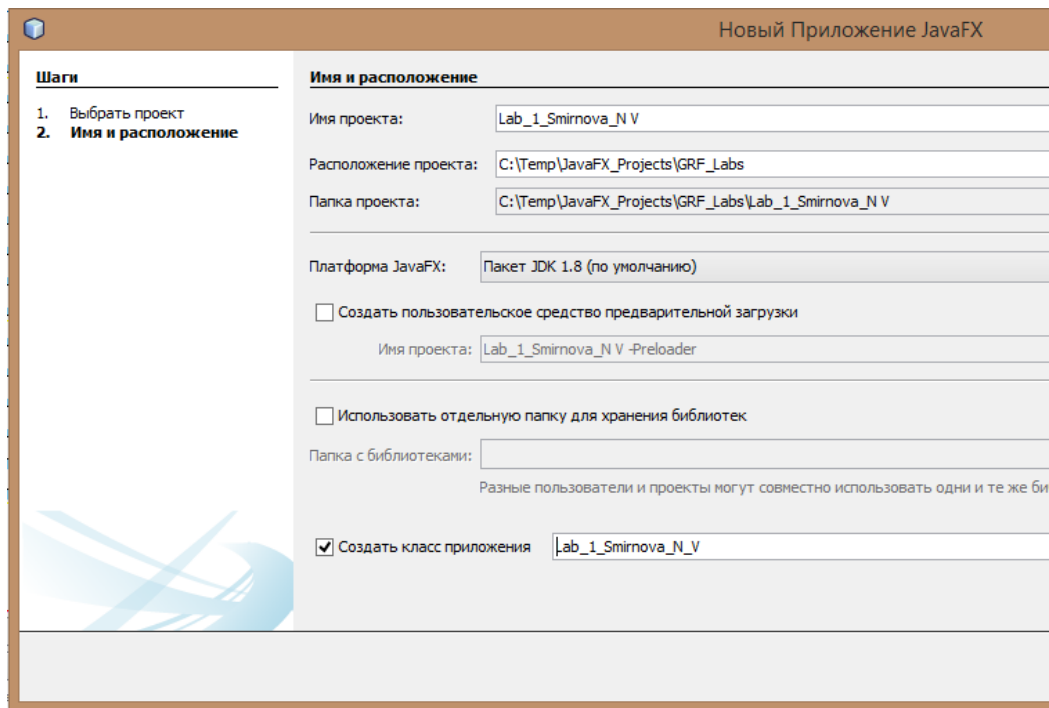 Новый Приложение JavaFX
Шаги
1. Выбрать проект
2. Имя и расположение
Имя и расположение
Имя проекта: Lab_1_Smirnova_N V
Расположение проекта: C:\Temp\JavaFX_Projects\GRF_Labs
Папка проекта: C:\Temp\JavaFX_Projects\GRF_Labs\Lab_1_Smirnova_N V
Платформа JavaFX: Пакет JDK 1.8 (по умолчанию)
Создать пользовательское средство предварительной загрузки
Имя проекта: Lab_1_Smirnova_N V -Preloader
Использовать отдельную папку для хранения библиотек
Папка с библиотеками:
Разные пользователи и проекты могут совместно использовать одни и те же би
Создать класс приложения Lab_1_Smirnova_N_V